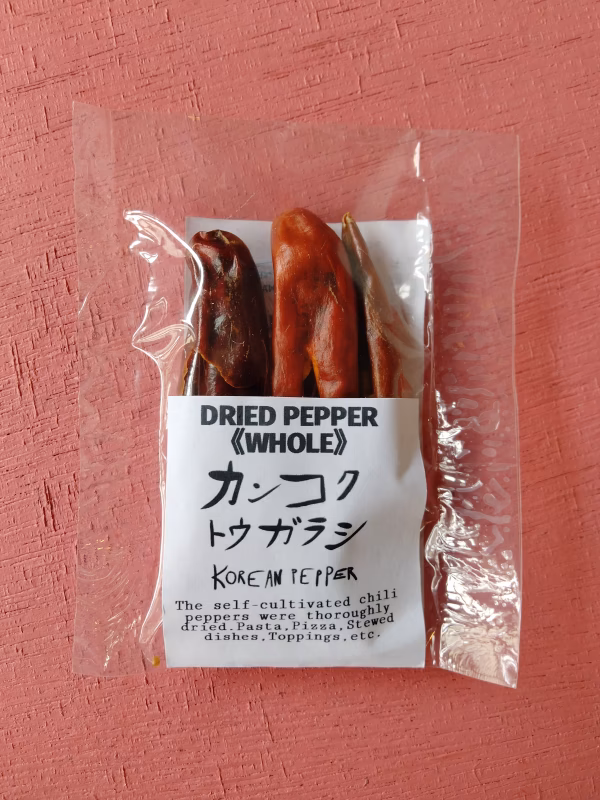 DRIED PEPPER
《WHOLE》
カンコク
トウガラシ
KOREAN PEPPER
The self-cultivated chili
peppers were thoroughly
dried.Pasta,Pizza,Stewed
dishes,Toppings,etc.